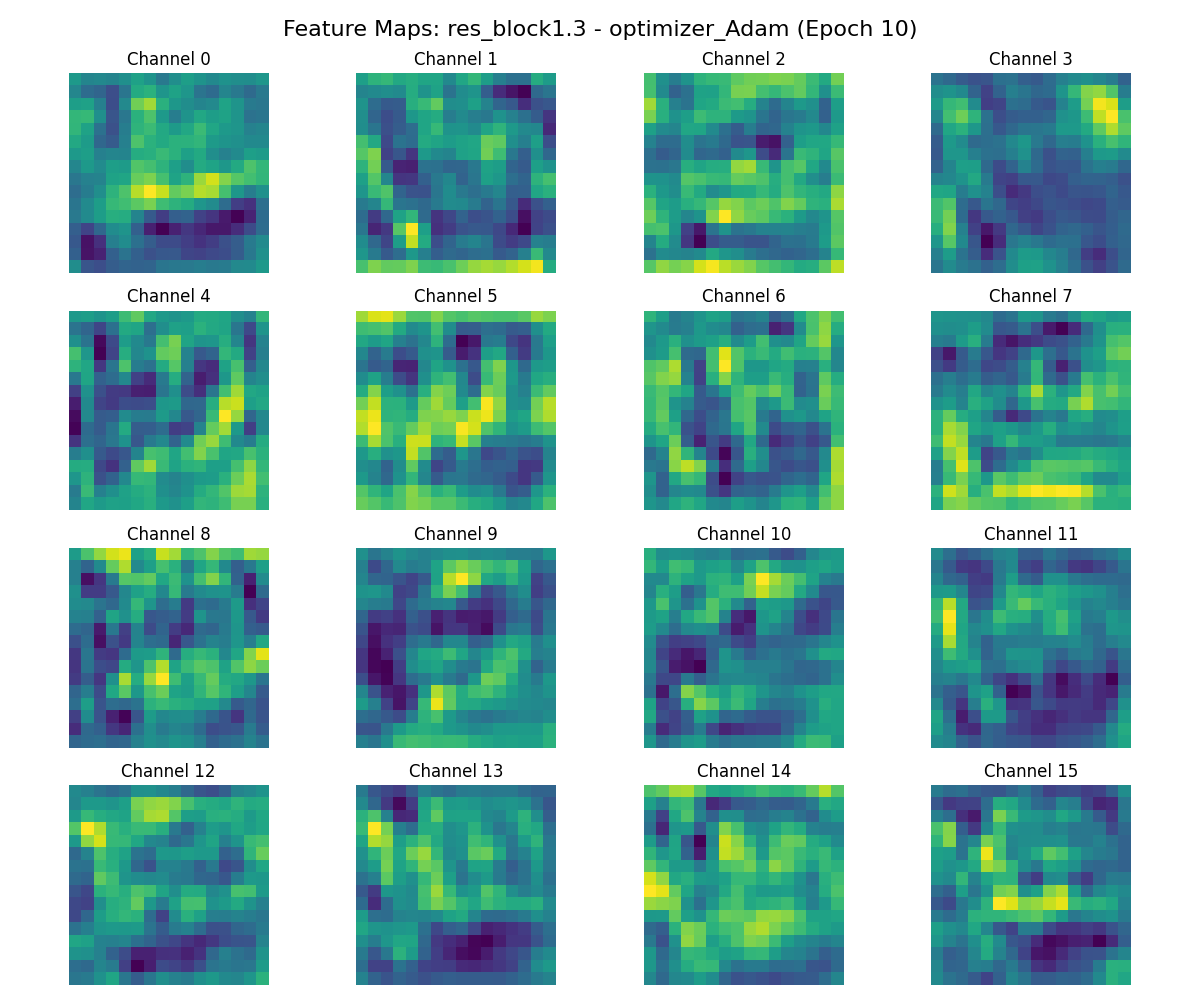 Feature Maps: res_block1.3 - optimizer_Adam (Epoch 10)
Channel 0
Channel 1
Channel 2
Channel 3
Channel 4
Channel 5
Channel 6
Channel 7
Channel 8
Channel 9
Channel 10
Channel 11
Channel 12
Channel 13
Channel 14
Channel 15